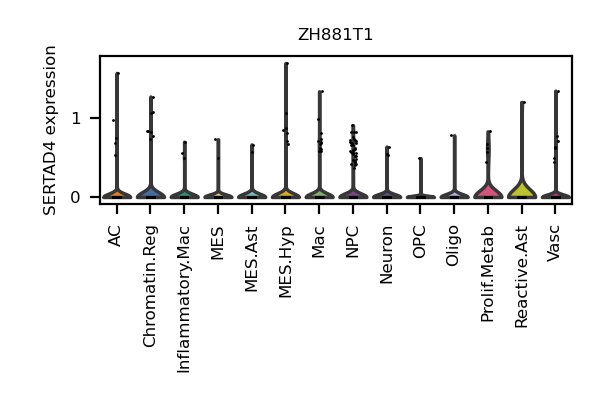 ZH881T1
SERTAD4 expression
1
0
AC
Chromatin.Reg
Inflammatory.Mac
MES
MES.Ast
MES.Hyp
Mac
NPC
Neuron
OPC
Oligo
Prolif.Metab
Reactive.Ast
Vasc